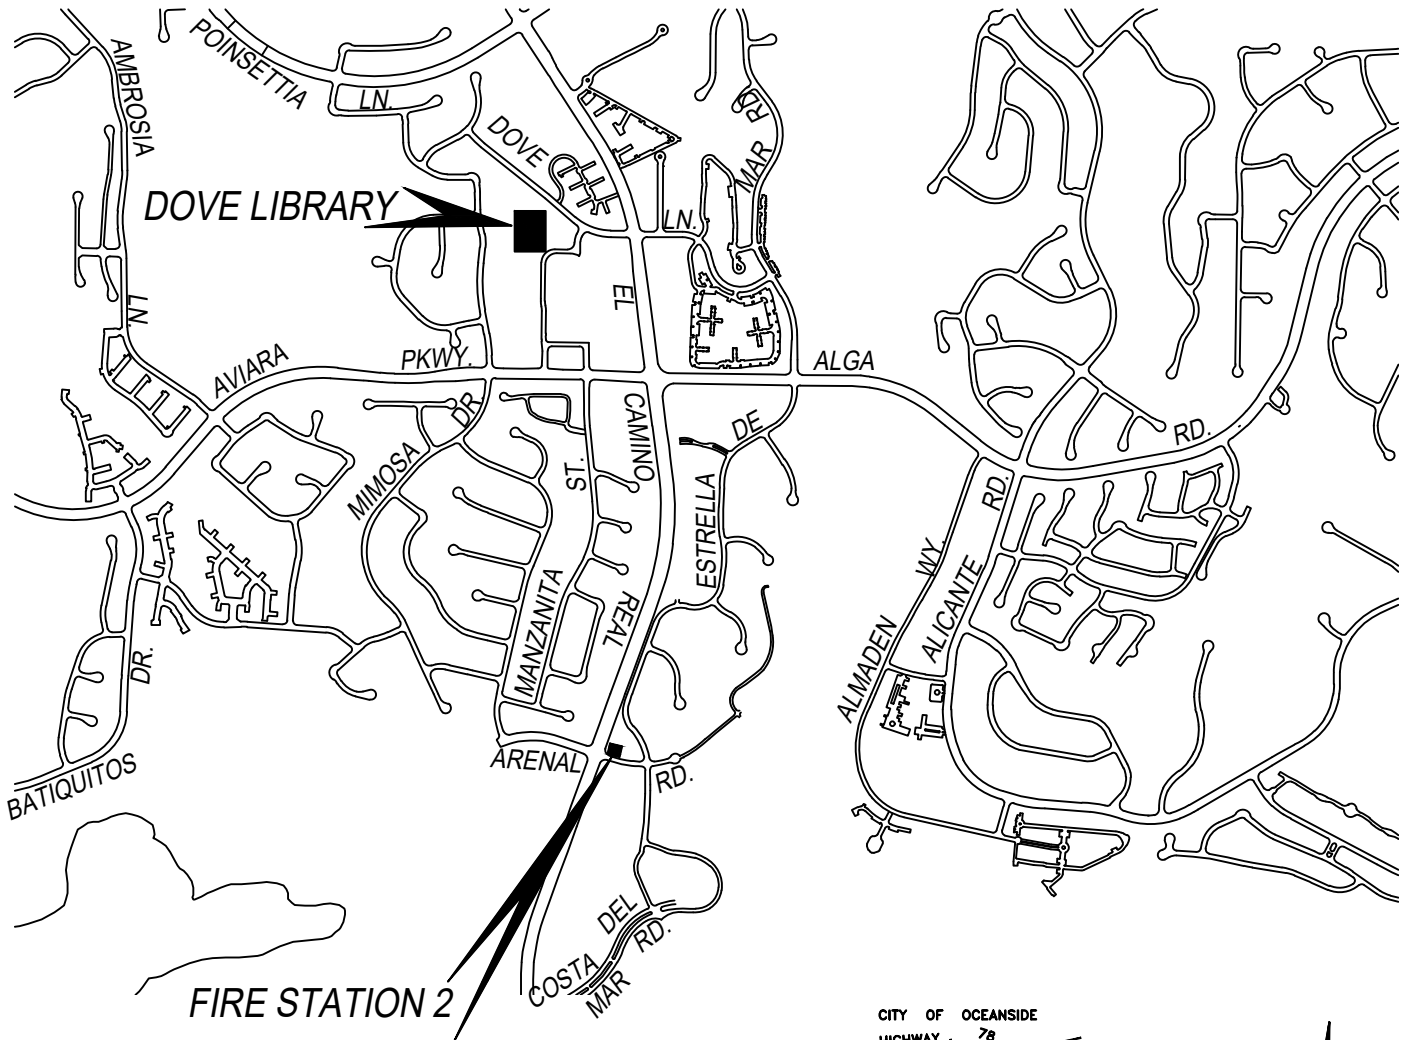 AMBROSIA
LN.
POINSETTIA
LN.
DOVE
LN.
MAR
RD.
DOVE LIBRARY
EL
CAMINO
REAL
AVIARA
PKWY.
ALGA
RD.
MIMOSA
DR.
MANZANITA
ST.
ESTRELLA
DE
ALMADEN
WY.
ALICANTE
RD.
BATIQUITOS
DR.
ARENAL
RD.
FIRE STATION 2
COSTA
DEL
MAR
RD.
CITY OF OCEANSIDE
HIGHWAY
78